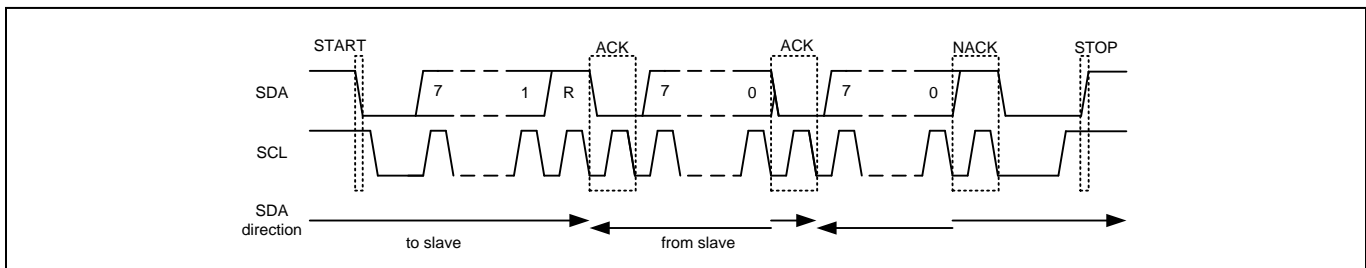 START ACK ACK NACK STOP
SDA 7 1 R 7 0 7 0
SCL
SDA
direction
to slave from slave